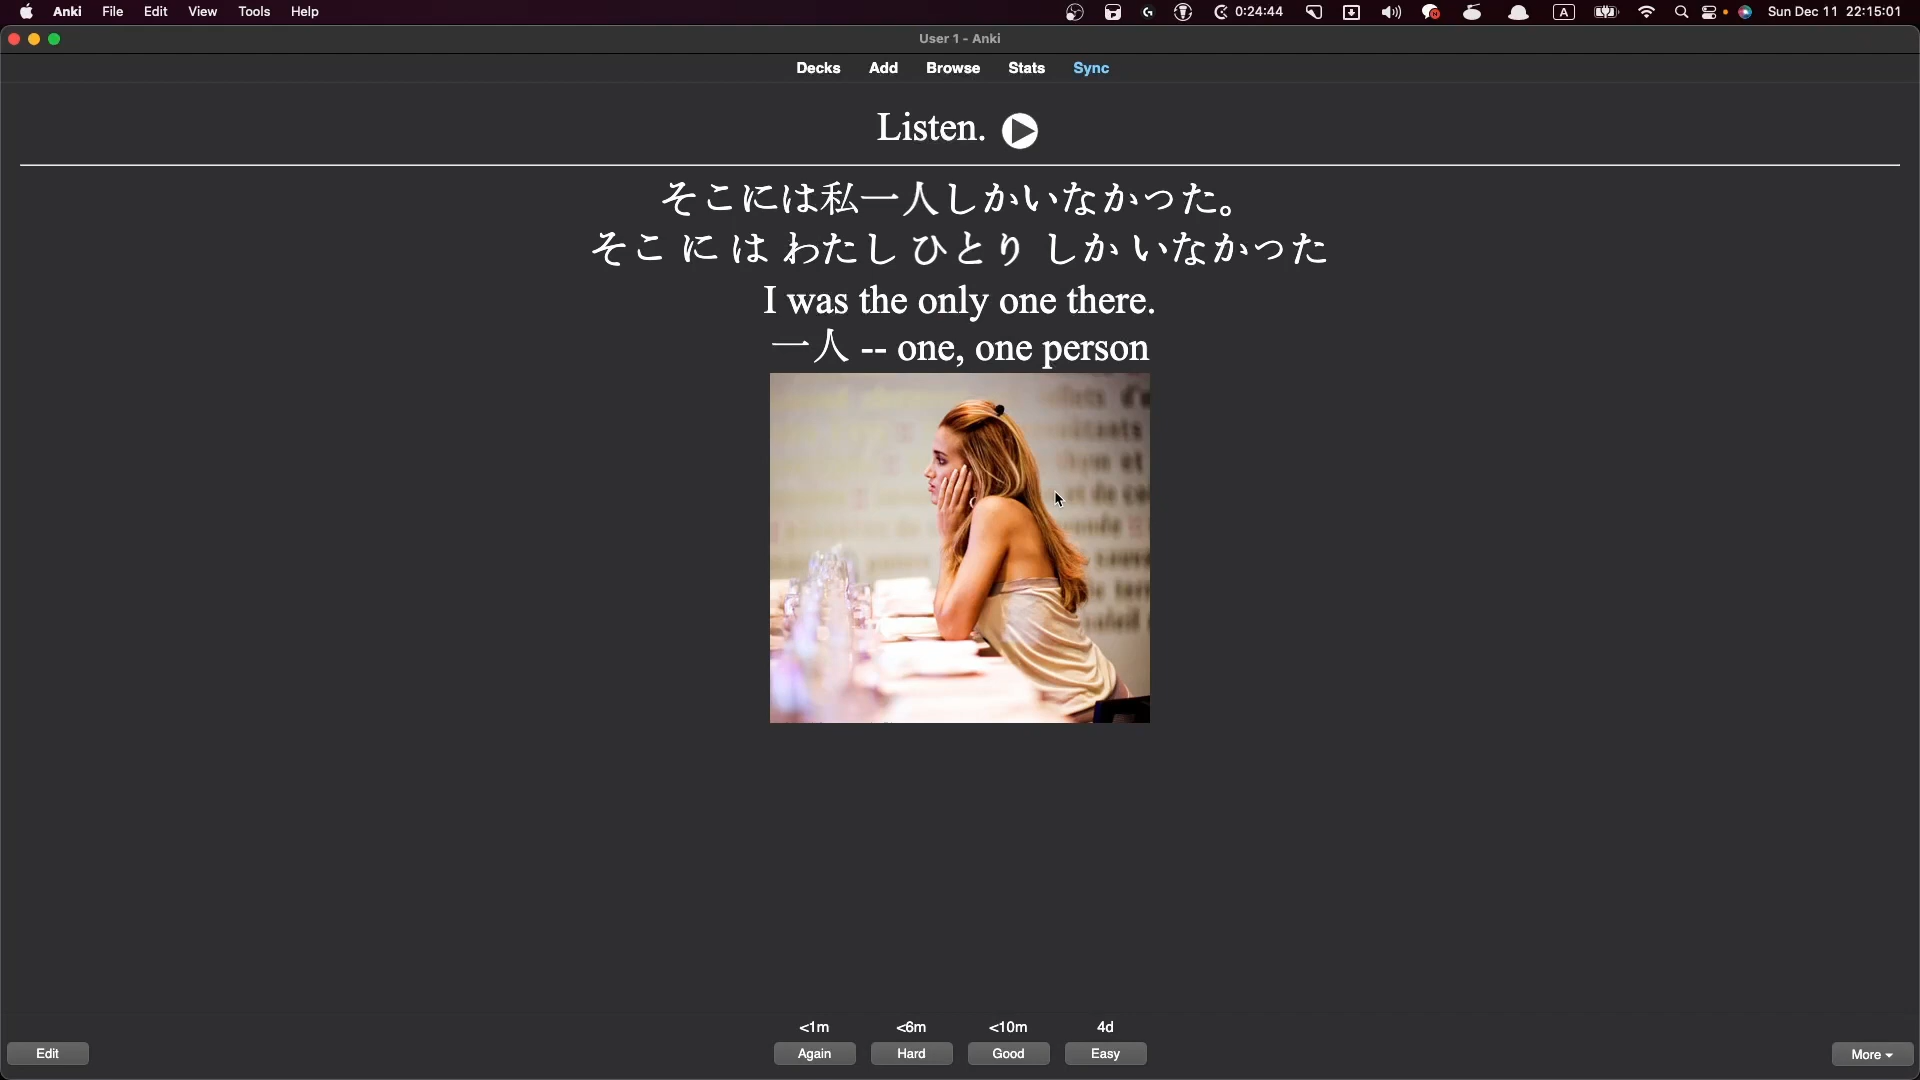 Anki File Edit View Tools Help 0:24:44 A Sun Dec 11 22:15:01
User 1 - Anki
Decks Add Browse Stats Sync
Listen.
そこには私一人しかいなかった。
そこ に は わたし ひとり しか いなかった
I was the only one there.
一人 -- one, one person
<1m <6m <10m 4d
Edit Again Hard Good Easy More